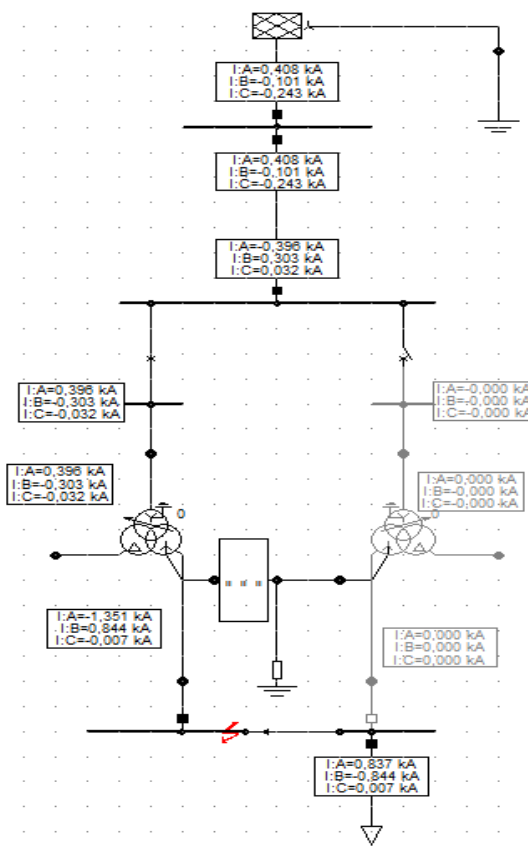 I:A=0,408 kA
I:B=-0,101 kA
I:C=-0,243 kA
I:A=0,408 kA
I:B=-0,101 kA
I:C=-0,243 kA
I:A=-0,396 kA
I:B=0,303 kA
I:C=0,032 kA
I:A=0,396 kA
I:B=-0,303 kA
I:C=-0,032 kA
I:A=-0,000 kA
I:B=-0,000 kA
I:C=-0,000 kA
I:A=0,396 kA
I:B=-0,303 kA
I:C=-0,032 kA
0
I:A=0,000 kA
I:B=-0,000 kA
I:C=-0,000 kA
0
I:A=-1,351 kA
I:B=0,844 kA
I:C=-0,007 kA
I:A=0,000 kA
I:B=0,000 kA
I:C=0,000 kA
I:A=0,837 kA
I:B=-0,844 kA
I:C=0,007 kA